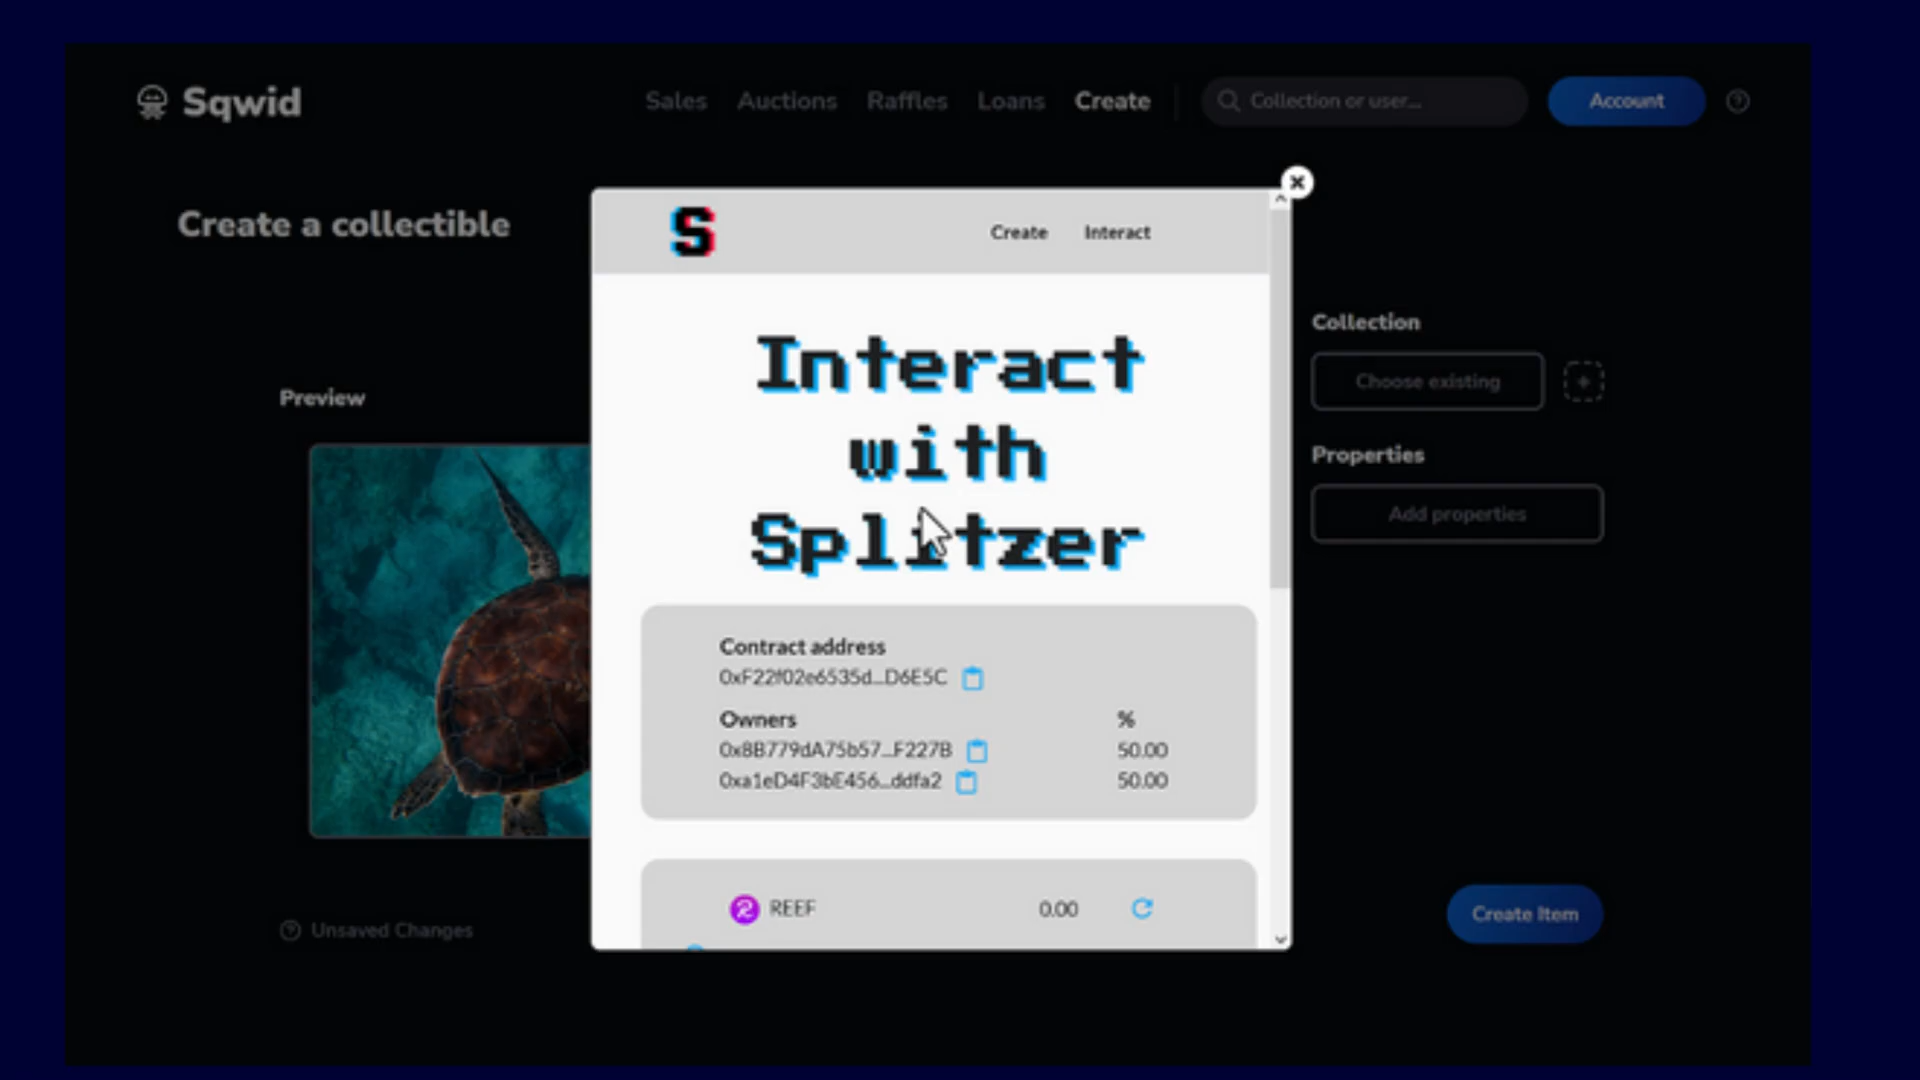 Sqwid
Sales Auctions Raffles Loans Create
Collection or user...
Account
Create a collectible
Preview
Unsaved Changes
S
Create Interact
Interact
with
Splitzer
Contract address
0xF22f02e6535d...D6E5C
Owners %
0x8B779dA75b57...F227B 50.00
0xa1eD4F3bE456...ddfa2 50.00
REEF 0.00
Collection
Choose existing
Properties
Add properties
Create Item